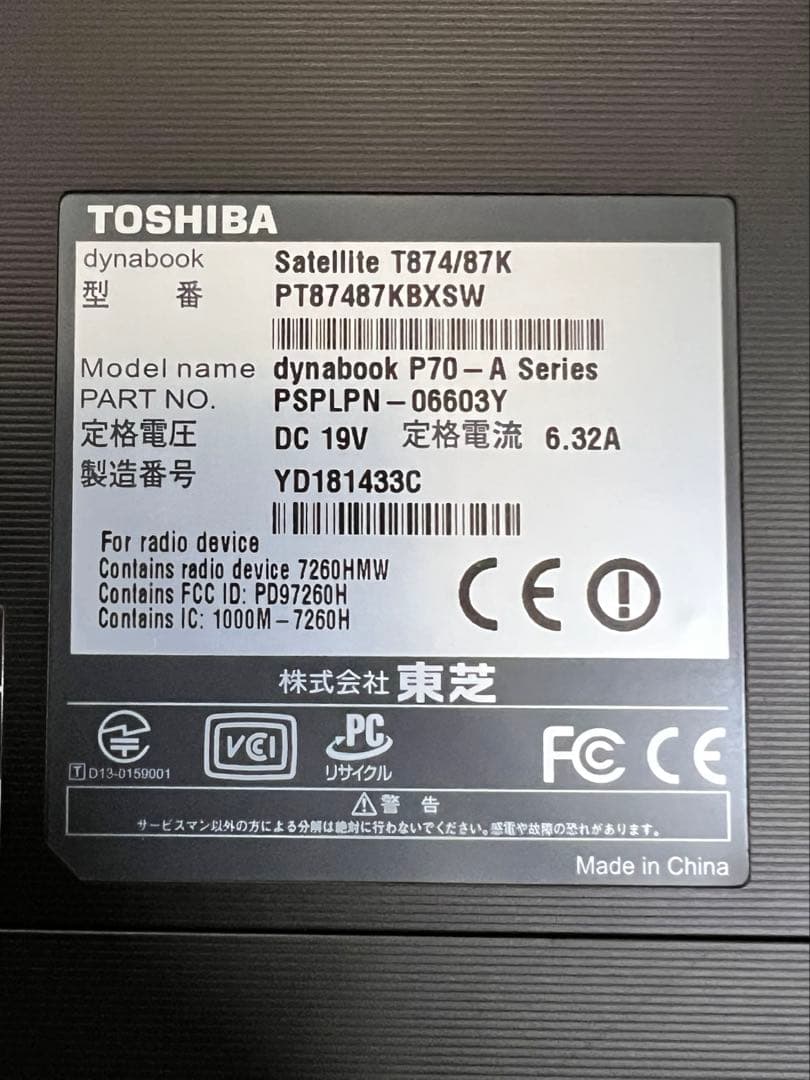 TOSHIBA
dynabook Satellite T874/87K
型 番 PT87487KBXSW
Model name dynabook P70-A Series
PART NO. PSPLPN-06603Y
定格電圧 DC 19V 定格電流 6.32A
製造番号 YD181433C
For radio device
Contains radio device 7260HMW
Contains FCC ID: PD97260H
Contains IC: 1000M-7260H
CE
株式会社 東芝
T D13-0159001
VCI
PC
リサイクル
FC CE
⚠警 告
サービスマン以外の方による分解は絶対に行わないでください。感電や故障の恐れがあります。
Made in China